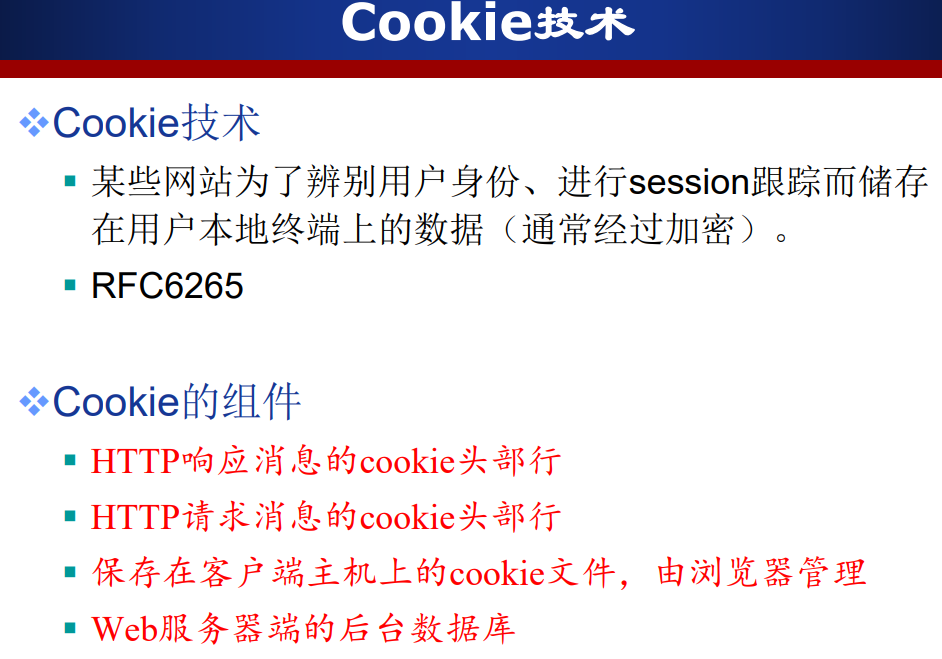 Cookie技术
Cookie技术
某些网站为了辨别用户身份、进行session跟踪而储存
在用户本地终端上的数据（通常经过加密）。
RFC6265
Cookie的组件
HTTP响应消息的cookie头部行
HTTP请求消息的cookie头部行
保存在客户端主机上的cookie文件，由浏览器管理
Web服务器端的后台数据库